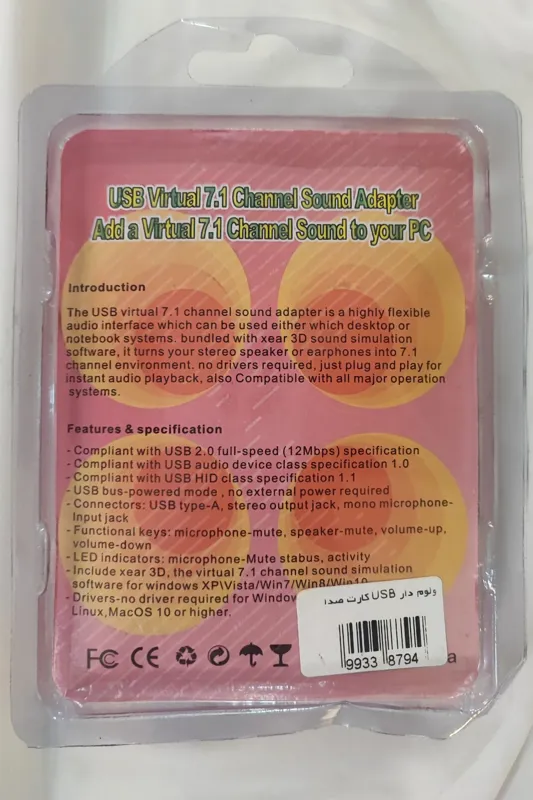 USB Virtual 7.1 Channel Sound Adapter
Add a Virtual 7.1 Channel Sound to your PC
Introduction
The USB virtual 7.1 channel sound adapter is a highly flexible
audio interface which can be used either which desktop or
notebook systems. bundled with xear 3D sound simulation
software, it turns your stereo speaker or earphones into 7.1
channel environment. no drivers required, just plug and play for
instant audio playback, also Compatible with all major operation
systems.
Features & specification
- Compliant with USB 2.0 full-speed (12Mbps) specification
- Compliant with USB audio device class specification 1.0
- Compliant with USB HID class specification 1.1
- USB bus-powered mode , no external power required
- Connectors: USB type-A, stereo output jack, mono microphone-
Input jack
- Functional keys: microphone-mute, speaker-mute, volume-up,
volume-down
- LED indicators: microphone-Mute stabus, activity
- Include xear 3D, the virtual 7.1 channel sound simulation
software for windows XP\Vista/Win7/Win8/Win10
- Drivers-no driver required for Window
Linux,MacOS 10 or higher.
کارت صدا USB ولوم دار
9933 8794
FC CE
a